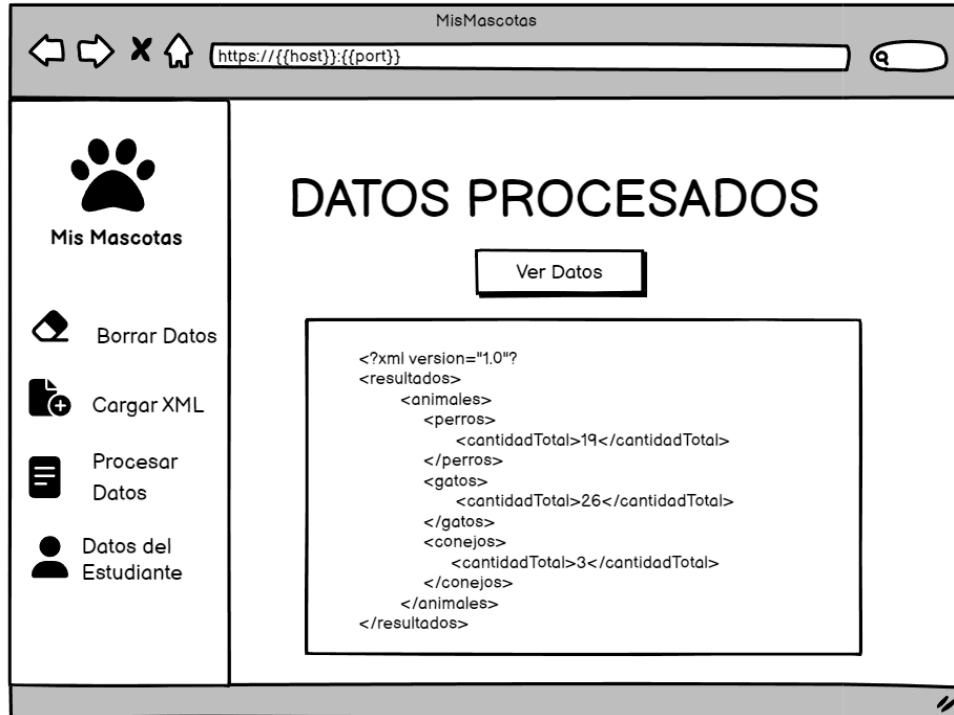 MisMascotas
https://{{host}}:{{port}}
Mis Mascotas
Borrar Datos
Cargar XML
Procesar
Datos
Datos del
Estudiante
DATOS PROCESADOS
Ver Datos
<?xml version="1.0"?
<resultados>
<animales>
<perros>
<cantidadTotal>19</cantidadTotal>
</perros>
<gatos>
<cantidadTotal>26</cantidadTotal>
</gatos>
<conejos>
<cantidadTotal>3</cantidadTotal>
</conejos>
</animales>
</resultados>